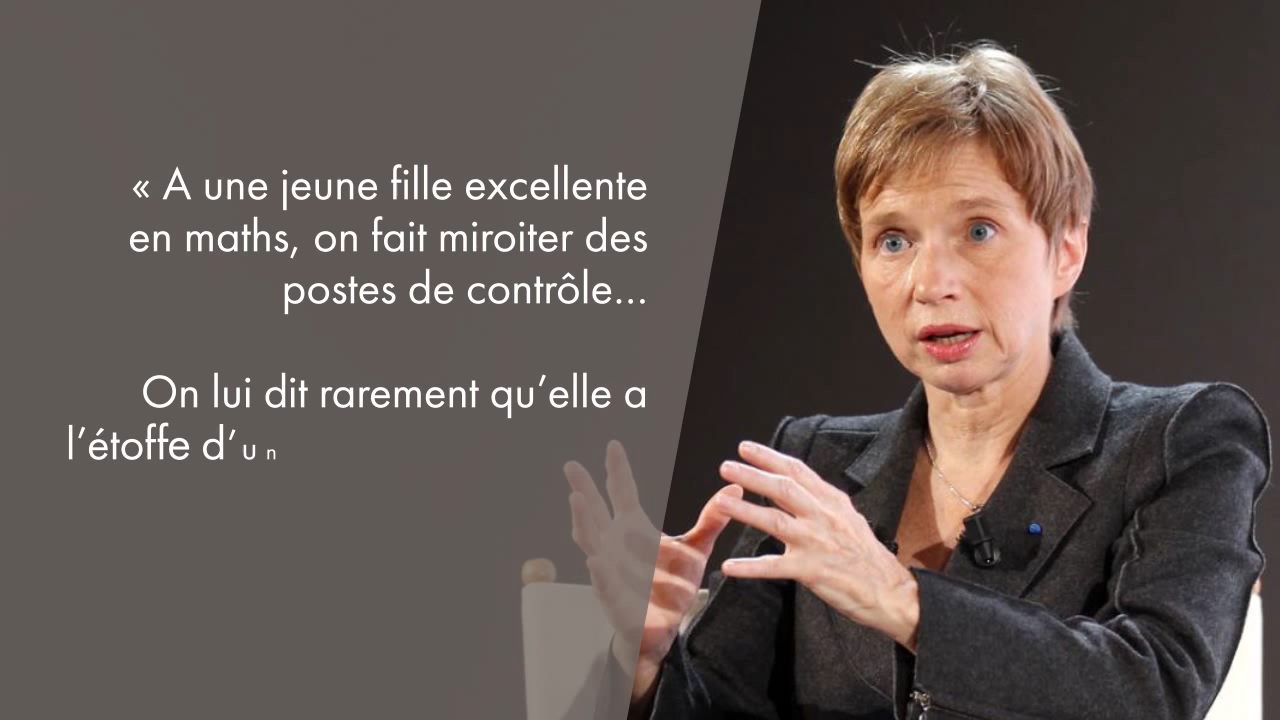 « A une jeune fille excellente
en maths, on fait miroiter des
postes de contrôle...
On lui dit rarement qu’elle a
l’étoffe d’un